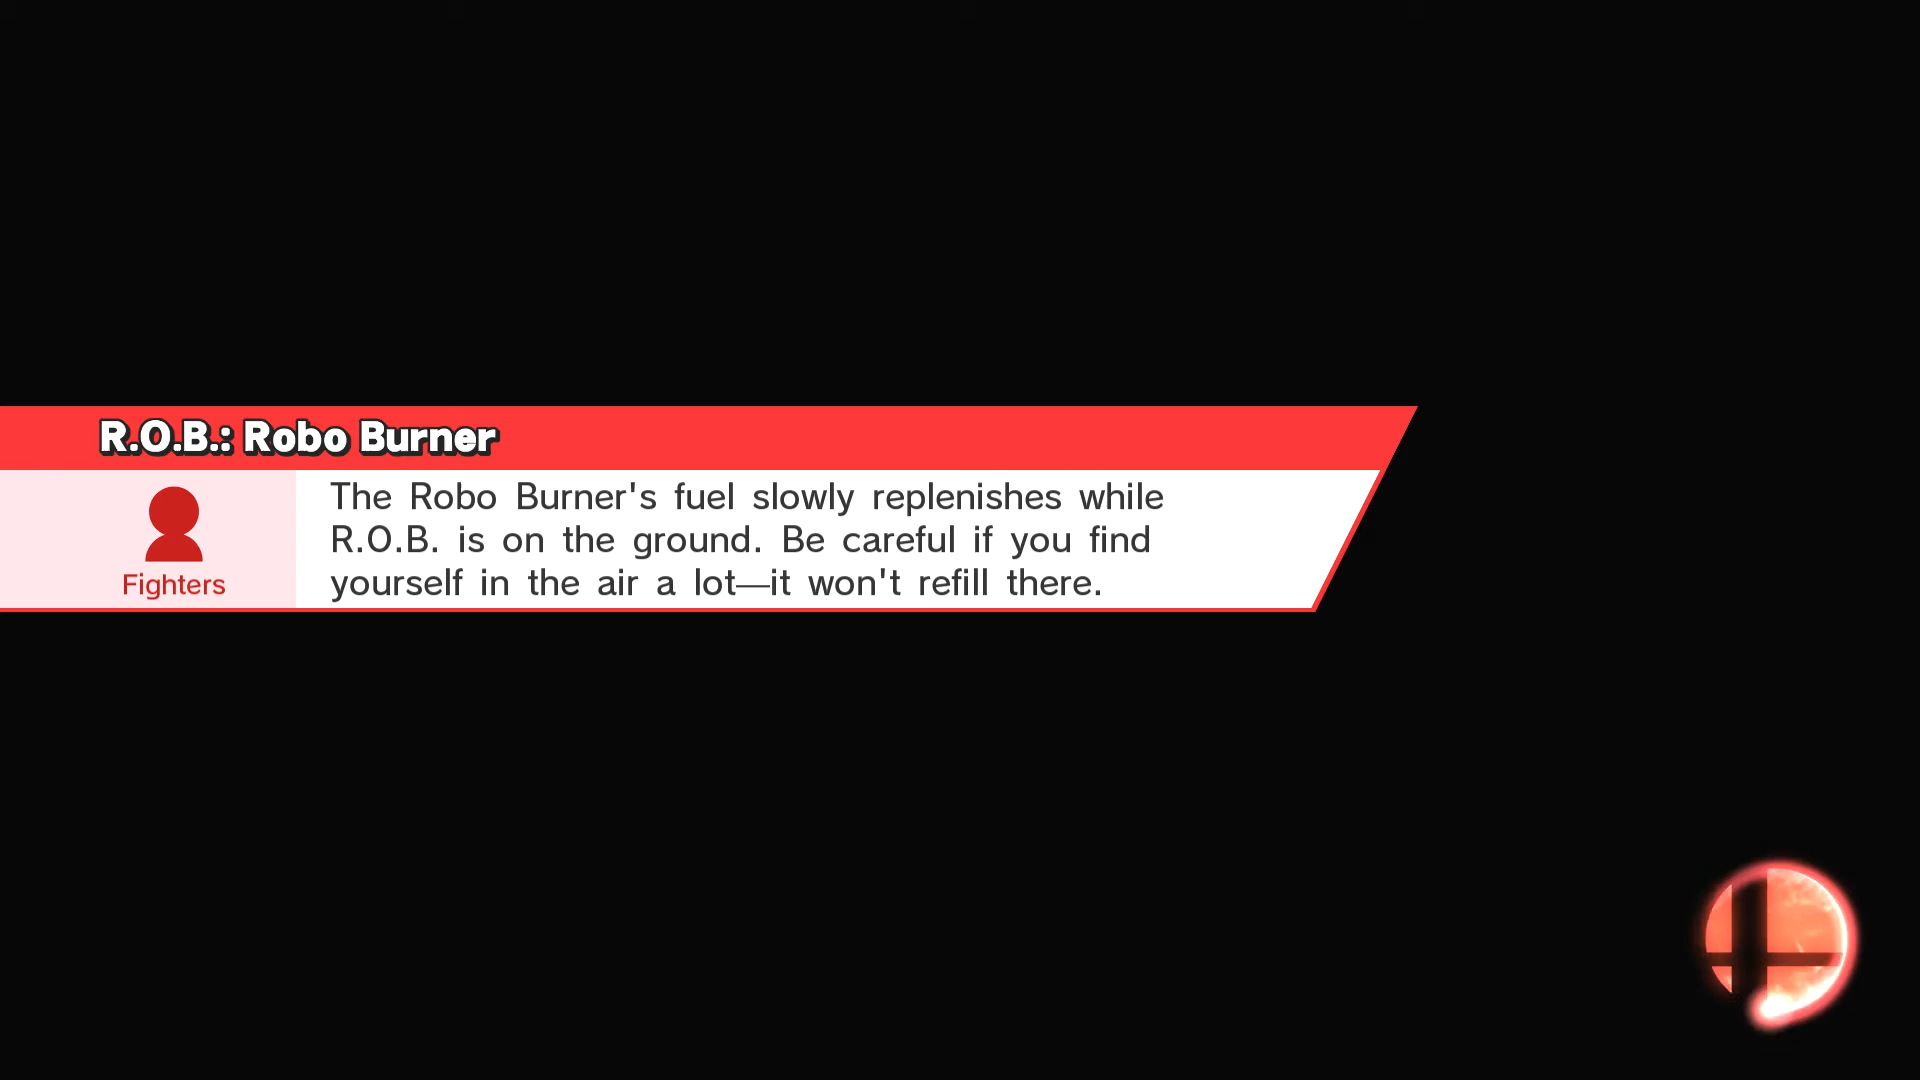 R.O.B.: Robo Burner
Fighters
The Robo Burner's fuel slowly replenishes while
R.O.B. is on the ground. Be careful if you find
yourself in the air a lot—it won't refill there.